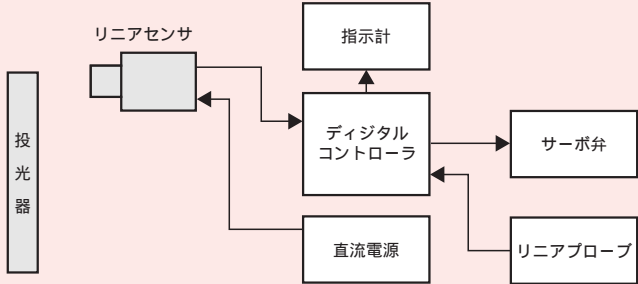 リニアセンサ
指示計
投光器
ディジタル
コントローラ
サーボ弁
直流電源
リニアプローブ